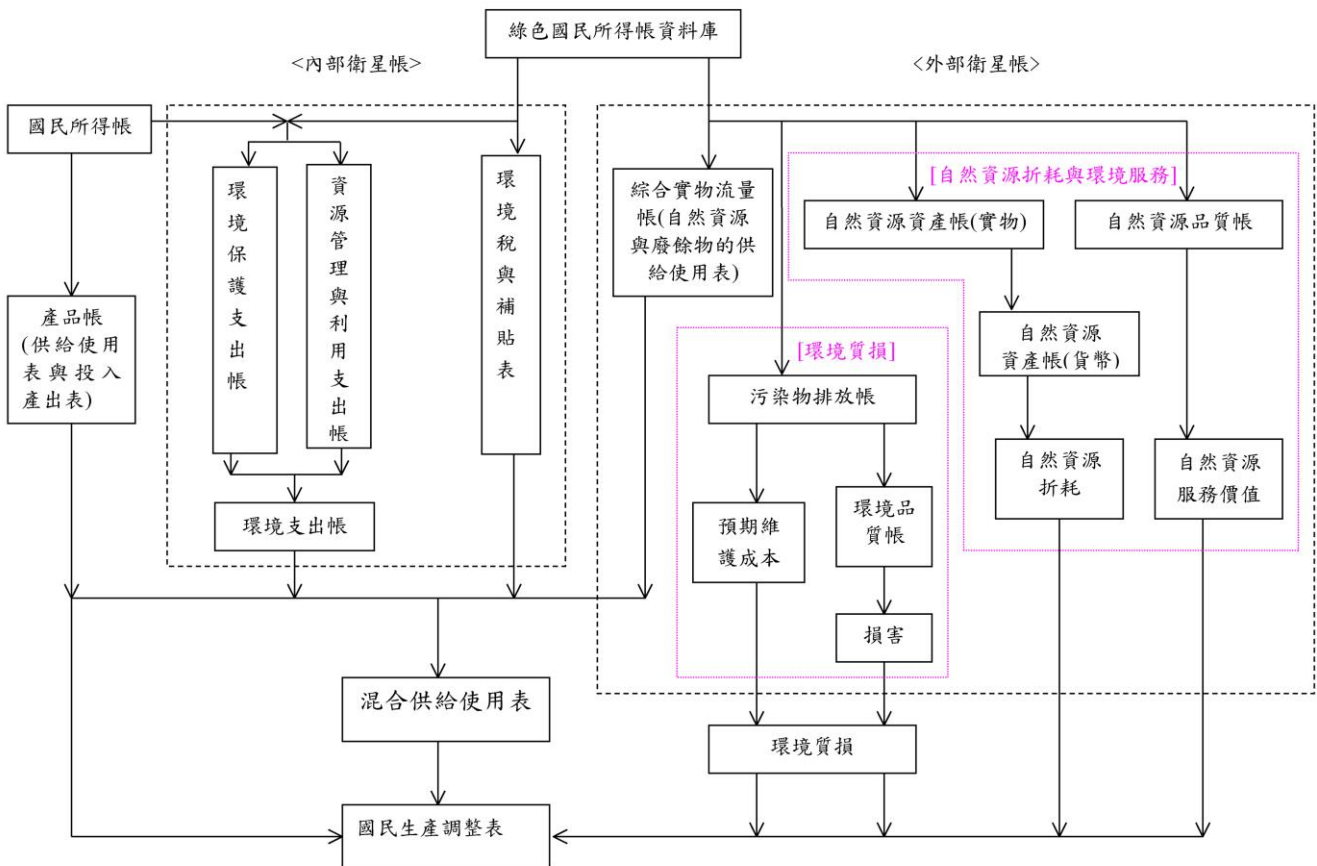 綠色國民所得帳資料庫
<內部衛星帳>
<外部衛星帳>
國民所得帳
環境保護支出帳
資源管理與利用支出帳
環境稅與補貼表
綜合實物流量
帳(自然資源
與廢餘物的供
給使用表)
[自然資源折耗與環境服務]
自然資源資產帳(實物)
自然資源品質帳
產品帳
(供給使用
表與投入
產出表)
自然資源
資產帳(貨幣)
[環境質損]
污染物排放帳
自然資源
折耗
自然資源
服務價值
環境支出帳
預期維
護成本
環境品
質帳
損害
混合供給使用表
環境質損
國民生產調整表